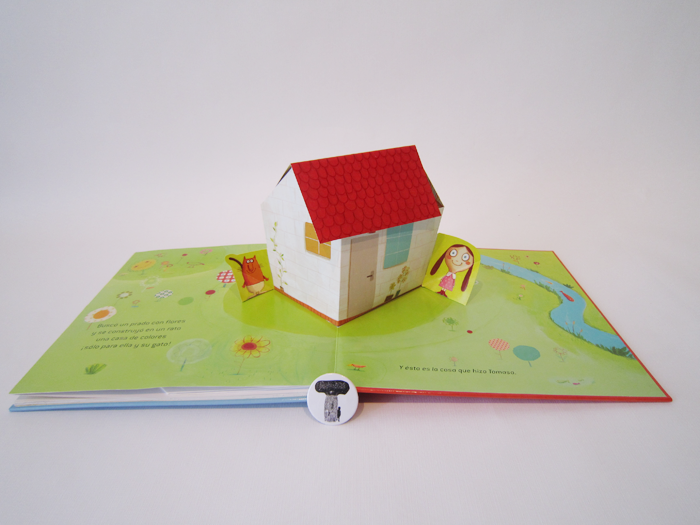 Buscó un prado con flores
y se construyó en un rato
una casa de colores
¡sólo para ella y su gato!
Y ésta es la casa que hizo Tomasa.